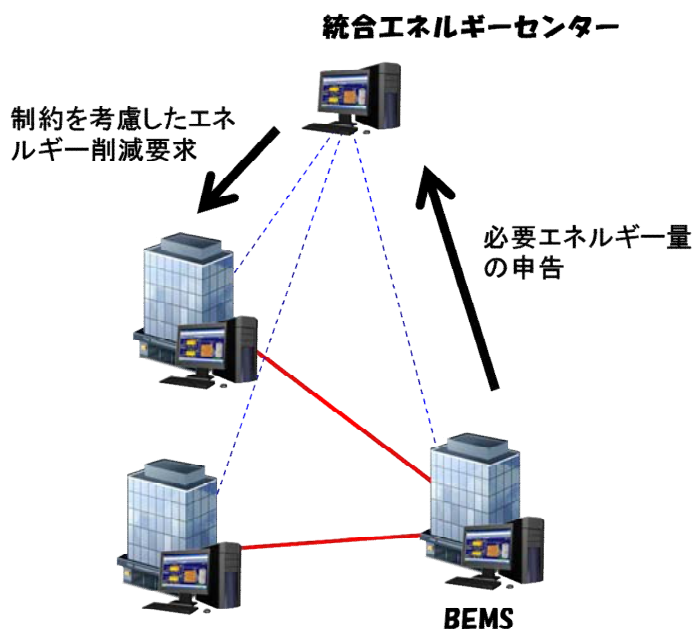 統合エネルギーセンター
制約を考慮したエネ
ルギー削減要求
必要エネルギー量
の申告
BEMS